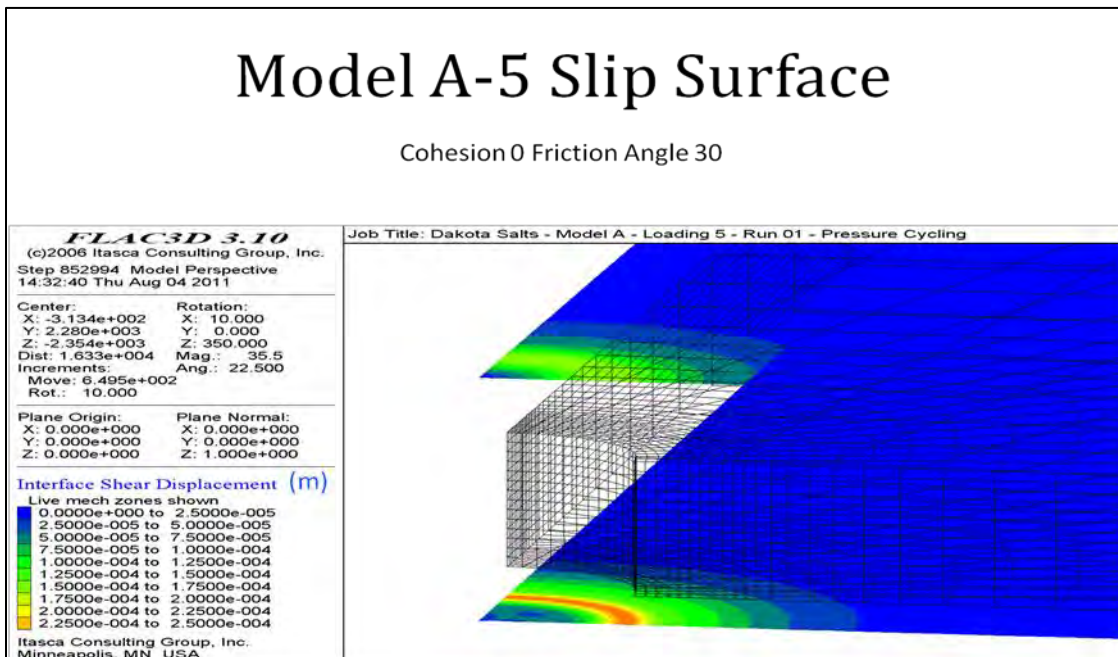 Model A-5 Slip Surface
Cohesion 0 Friction Angle 30
FLAC3D 3.10
(c)2006 Itasca Consulting Group, Inc.
Step 852994 Model Perspective
14:32:40 Thu Aug 04 2011
Center: Rotation:
X: -3.134e+002 X: 10.000
Y: 2.280e+003 Y: 0.000
Z: -2.354e+003 Z: 350.000
Dist: 1.633e+004 Mag.: 35.5
Increments: Ang.: 22.500
Move: 6.495e+002
Rot.: 10.000
Plane Origin: Plane Normal:
X: 0.000e+000 X: 0.000e+000
Y: 0.000e+000 Y: 0.000e+000
Z: 0.000e+000 Z: 1.000e+000
Interface Shear Displacement (m)
Live mech zones shown
0.0000e+000 to 2.5000e-005
2.5000e-005 to 5.0000e-005
5.0000e-005 to 7.5000e-005
7.5000e-005 to 1.0000e-004
1.0000e-004 to 1.2500e-004
1.2500e-004 to 1.5000e-004
1.5000e-004 to 1.7500e-004
1.7500e-004 to 2.0000e-004
2.0000e-004 to 2.2500e-004
2.2500e-004 to 2.5000e-004
Itasca Consulting Group, Inc.
Minneapolis, MN USA
Job Title: Dakota Salts - Model A - Loading 5 - Run 01 - Pressure Cycling